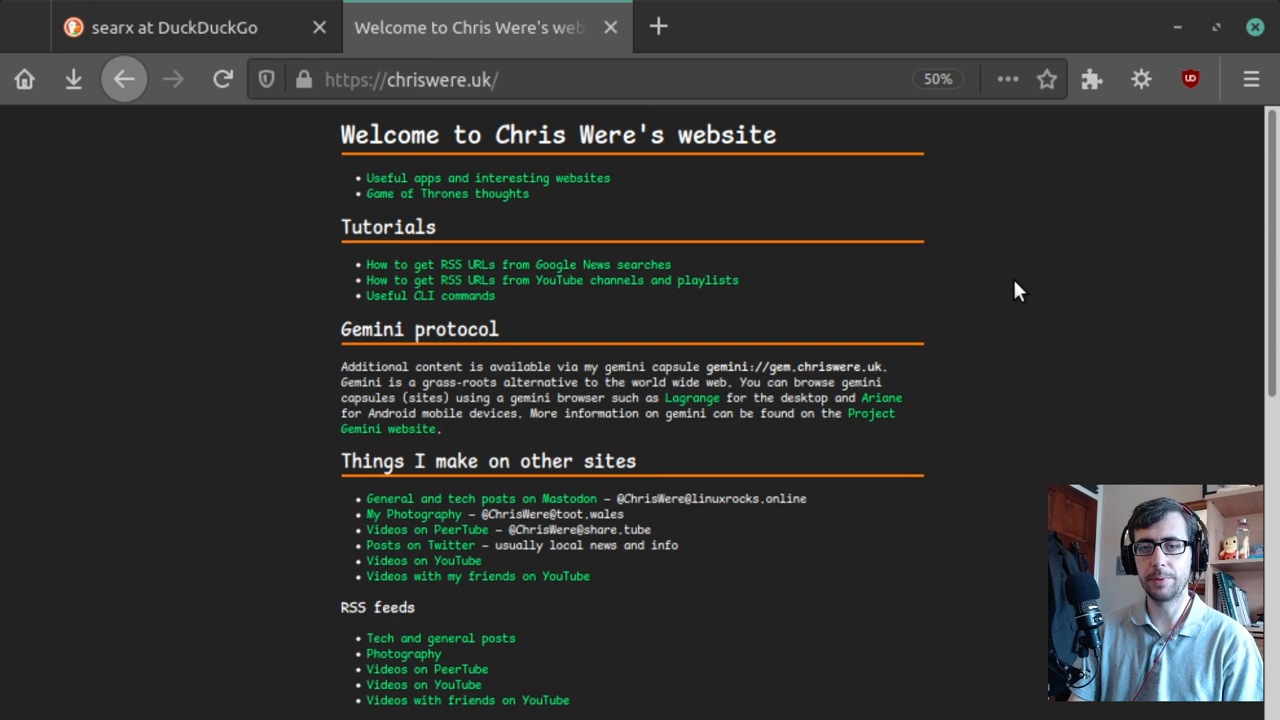 searx at DuckDuckGo
Welcome to Chris Were's web
https://chriswere.uk/
50%
Welcome to Chris Were's website
• Useful apps and interesting websites
• Game of Thrones thoughts
Tutorials
• How to get RSS URLs from Google News searches
• How to get RSS URLs from YouTube channels and playlists
• Useful CLI commands
Gemini protocol
Additional content is available via my gemini capsule gemini://gem.chriswere.uk.
Gemini is a grass-roots alternative to the world wide web. You can browse gemini
capsules (sites) using a gemini browser such as Lagrange for the desktop and Ariane
for Android mobile devices. More information on gemini can be found on the Project
Gemini website.
Things I make on other sites
• General and tech posts on Mastodon – @ChrisWere@linuxrocks.online
• My Photography – @ChrisWere@toot.wales
• Videos on PeerTube – @ChrisWere@share.tube
• Posts on Twitter – usually local news and info
• Videos on YouTube
• Videos with my friends on YouTube
RSS feeds
• Tech and general posts
• Photography
• Videos on PeerTube
• Videos on YouTube
• Videos with friends on YouTube